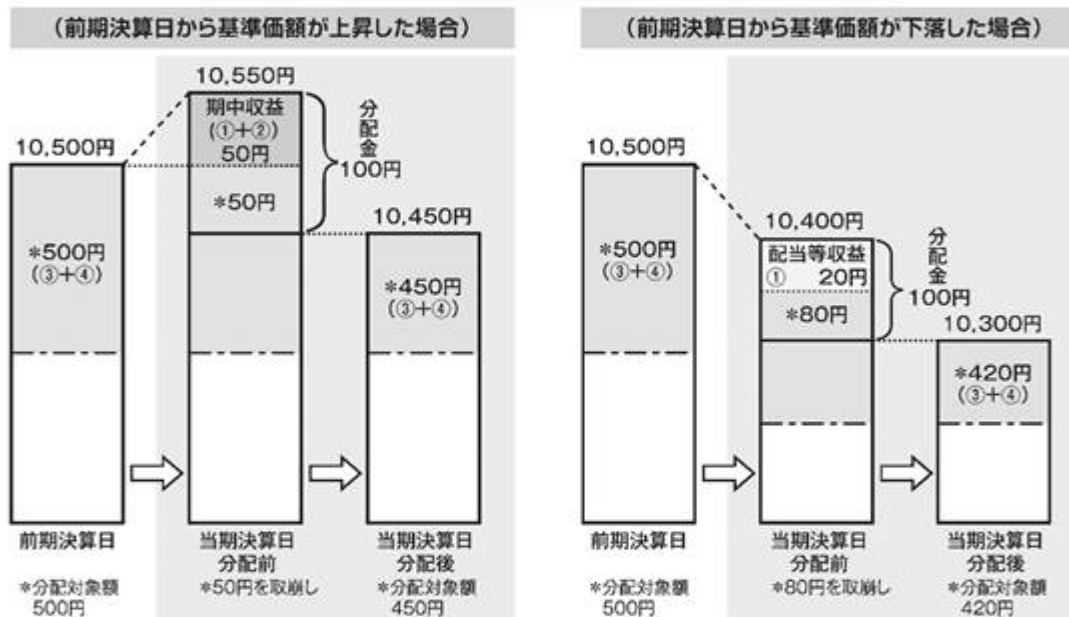 (前期決算日から基準価額が上昇した場合)
10,550円
期中収益
(①+②)
50円
*50円
分配金
100円
10,500円
*500円
(③+④)
10,450円
*450円
(③+④)
前期決算日
*分配対象額
500円
当期決算日
分配前
*50円を取崩し
当期決算日
分配後
*分配対象額
450円
(前期決算日から基準価額が下落した場合)
10,500円
*500円
(③+④)
10,400円
配当等収益
① 20円
*80円
分配金
100円
10,300円
*420円
(③+④)
前期決算日
*分配対象額
500円
当期決算日
分配前
*80円を取崩し
当期決算日
分配後
*分配対象額
420円